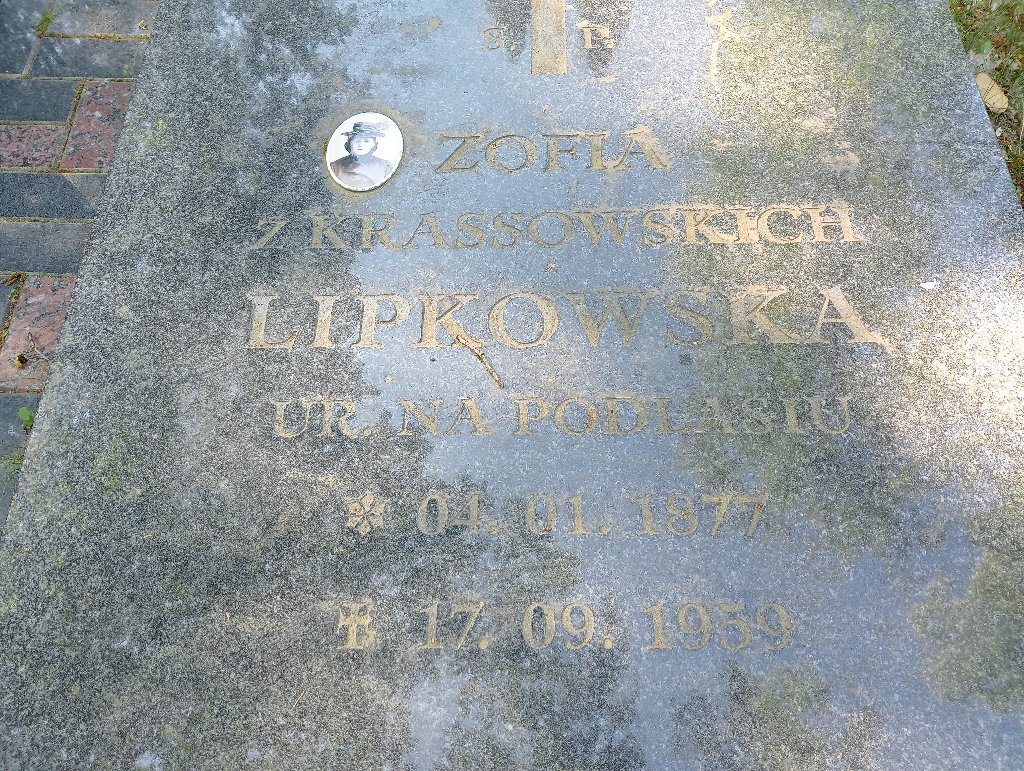 Ś. P.
ZOFIA
Z KRASSOWSKICH
LIPKOWSKA
UR. NA PODLASIU
04. 01. 1877
17. 09. 1959